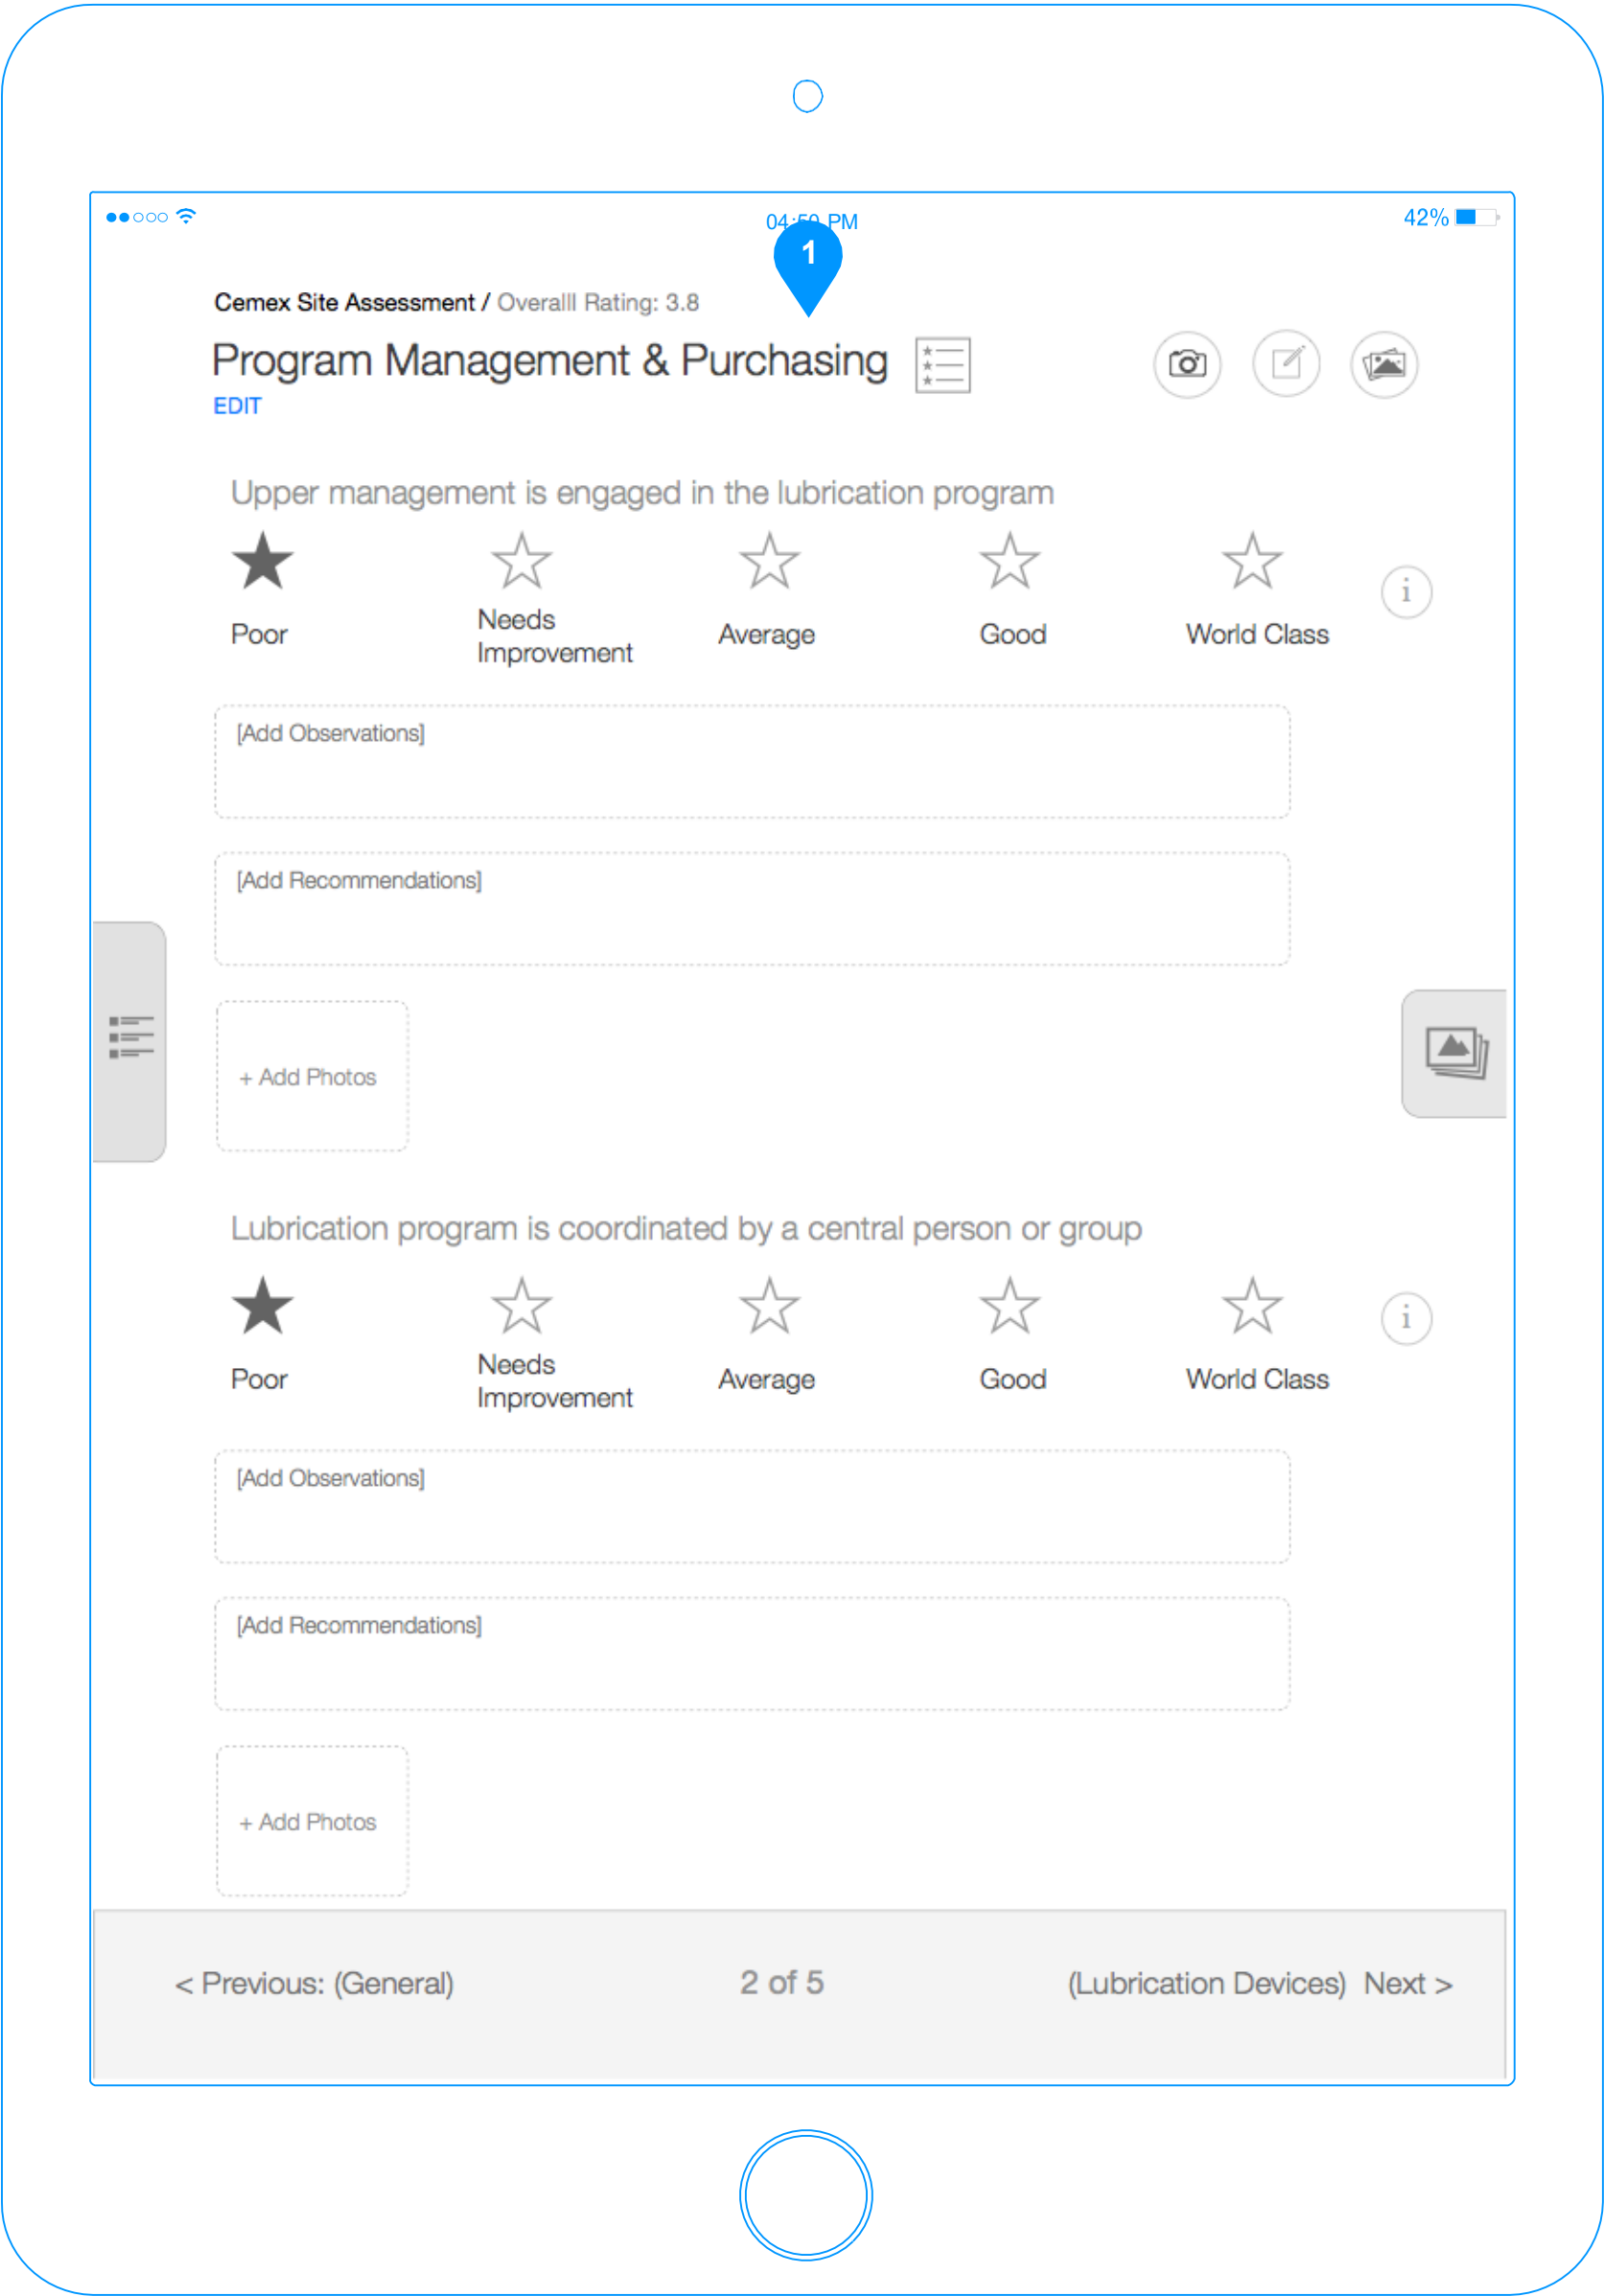 04:50 PM
42%
1
Cemex Site Assessment / Overalll Rating: 3.8
Program Management & Purchasing
EDIT
Upper management is engaged in the lubrication program
Poor
Needs
Improvement
Average
Good
World Class
i
[Add Observations]
[Add Recommendations]
+ Add Photos
Lubrication program is coordinated by a central person or group
Poor
Needs
Improvement
Average
Good
World Class
i
[Add Observations]
[Add Recommendations]
+ Add Photos
< Previous: (General)
2 of 5
(Lubrication Devices) Next >